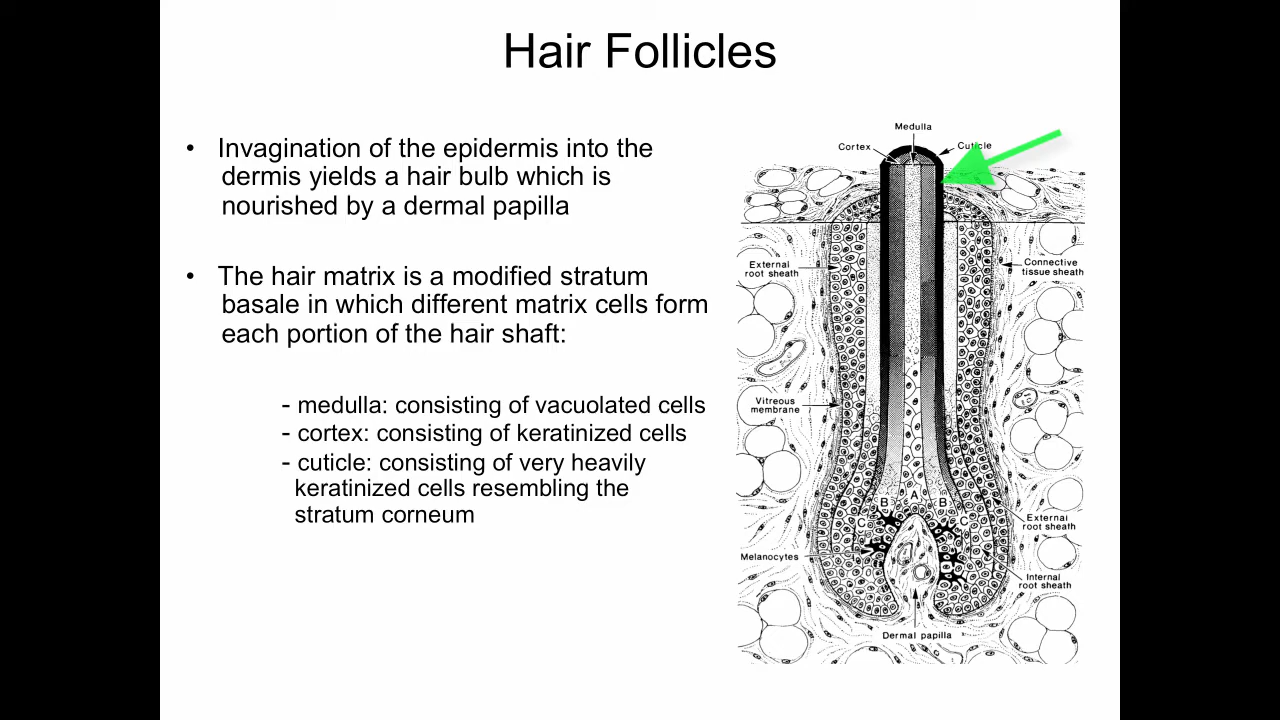 Hair Follicles
• Invagination of the epidermis into the
dermis yields a hair bulb which is
nourished by a dermal papilla
• The hair matrix is a modified stratum
basale in which different matrix cells form
each portion of the hair shaft:
- medulla: consisting of vacuolated cells
- cortex: consisting of keratinized cells
- cuticle: consisting of very heavily
keratinized cells resembling the
stratum corneum
Medulla
Cortex
Cuticle
External
root sheath
Connective
tissue sheath
Vitreous
membrane
A
B
B
C
C
External
root sheath
Melanocytes
Internal
root sheath
Dermal papilla